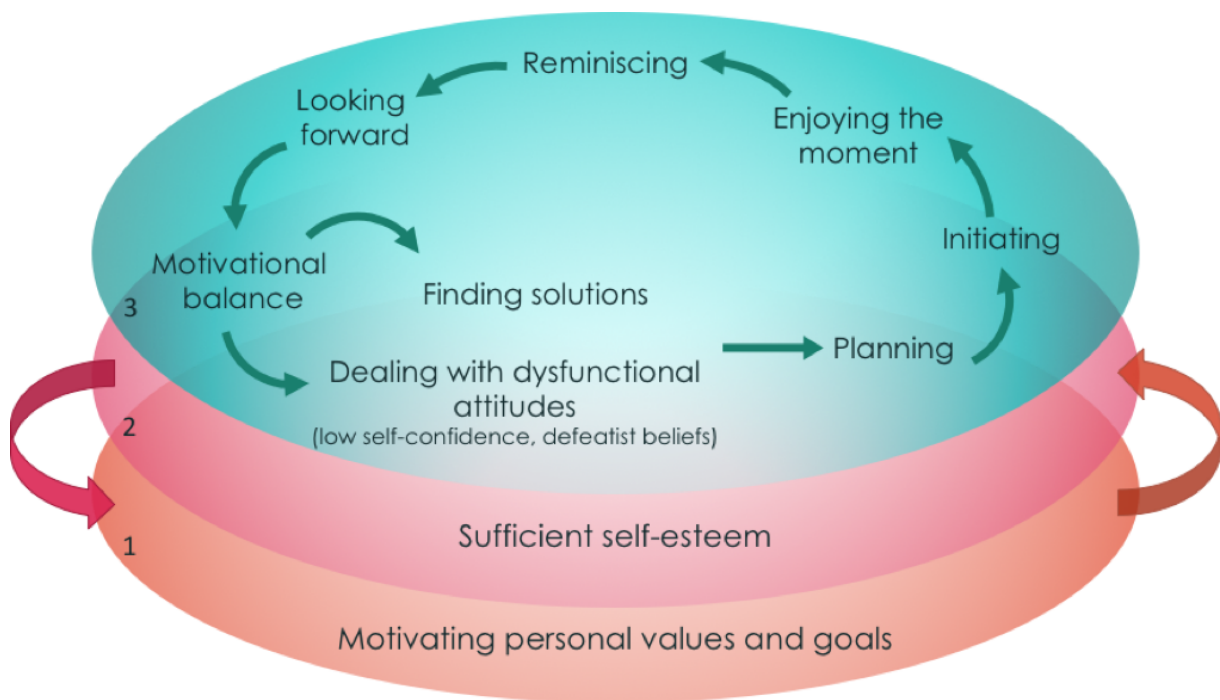 Reminiscing
Looking
forward
Enjoying the
moment
Initiating
Motivational
balance
Finding solutions
3
Planning
Dealing with dysfunctional
attitudes
(low self-confidence, defeatist beliefs)
2
Sufficient self-esteem
1
Motivating personal values and goals